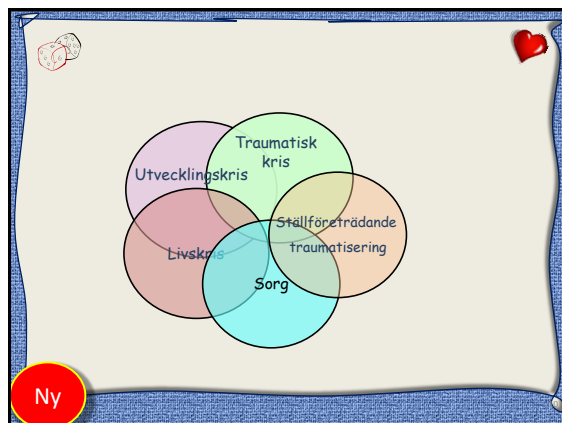 Traumatisk
kris
Utvecklingskris
Ställföreträdande
traumatisering
Livskris
Sorg
Ny